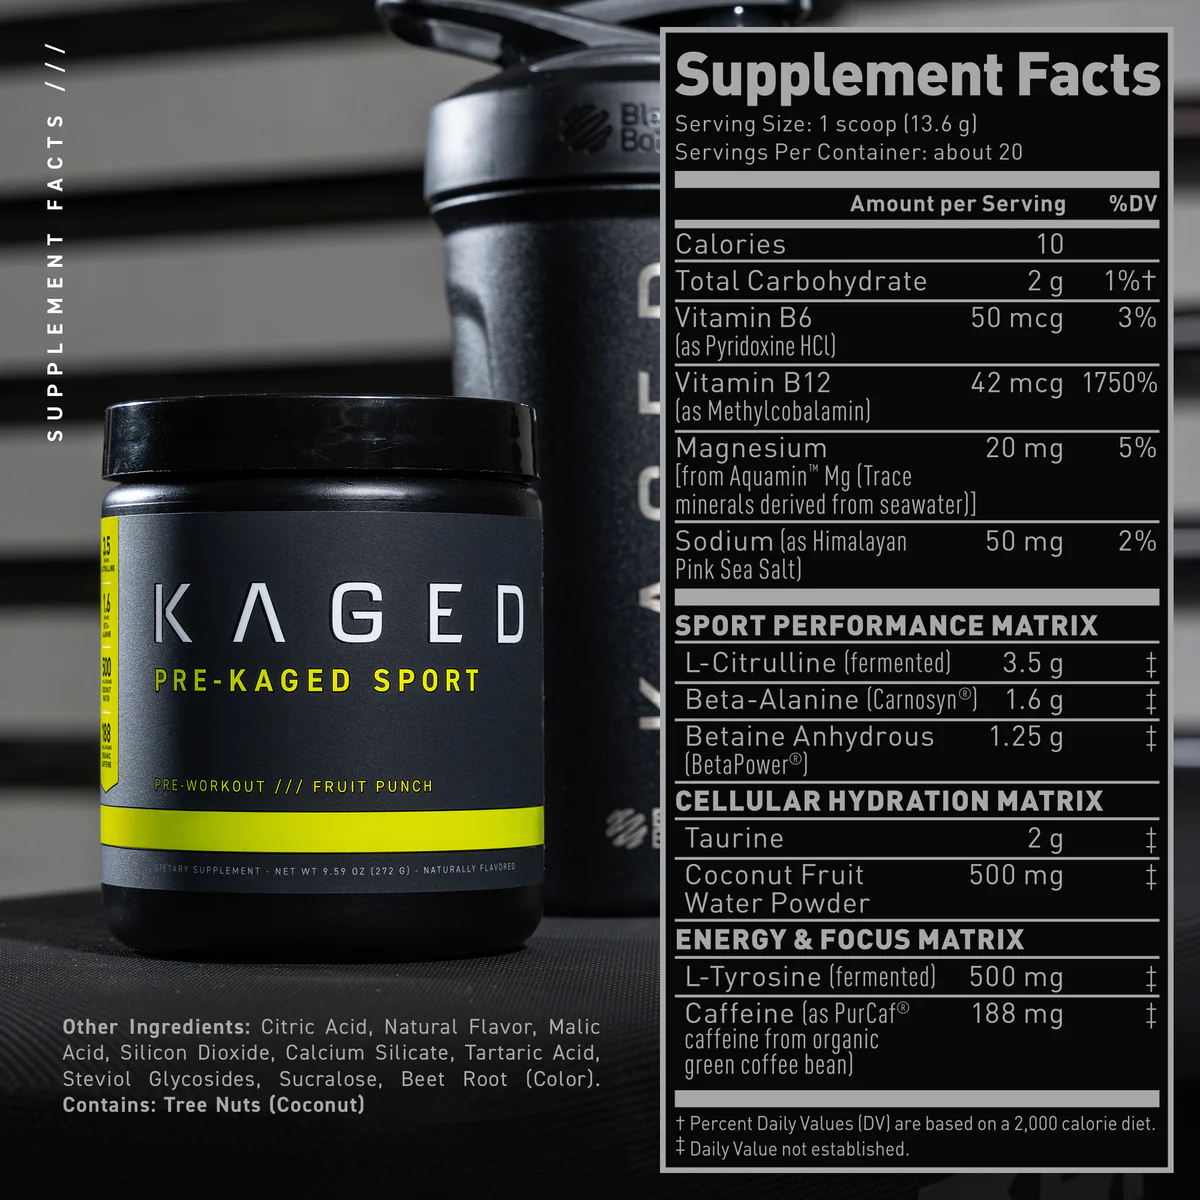 SUPPLEMENT FACTS ///
Supplement Facts
Serving Size: 1 scoop (13.6 g)
Servings Per Container: about 20
Amount per Serving %DV
Calories 10
Total Carbohydrate 2 g 1%†
Vitamin B6 50 mcg 3%
(as Pyridoxine HCl)
Vitamin B12 42 mcg 1750%
(as Methylcobalamin)
Magnesium 20 mg 5%
[from Aquamin™ Mg (Trace
minerals derived from seawater)]
Sodium (as Himalayan 50 mg 2%
Pink Sea Salt)
SPORT PERFORMANCE MATRIX
L-Citrulline (fermented) 3.5 g ‡
Beta-Alanine (Carnosyn®) 1.6 g ‡
Betaine Anhydrous 1.25 g ‡
(BetaPower®)
CELLULAR HYDRATION MATRIX
Taurine 2 g ‡
Coconut Fruit 500 mg ‡
Water Powder
ENERGY & FOCUS MATRIX
L-Tyrosine (fermented) 500 mg ‡
Caffeine (as PurCaf® 188 mg ‡
caffeine from organic
green coffee bean)
† Percent Daily Values (DV) are based on a 2,000 calorie diet.
‡ Daily Value not established.
KAGED
PRE-KAGED SPORT
PRE-WORKOUT /// FRUIT PUNCH
DIETARY SUPPLEMENT - NET WT 9.59 OZ (272 G) - NATURALLY FLAVORED
3.5
1.6
500
188
Other Ingredients: Citric Acid, Natural Flavor, Malic
Acid, Silicon Dioxide, Calcium Silicate, Tartaric Acid,
Steviol Glycosides, Sucralose, Beet Root (Color).
Contains: Tree Nuts (Coconut)